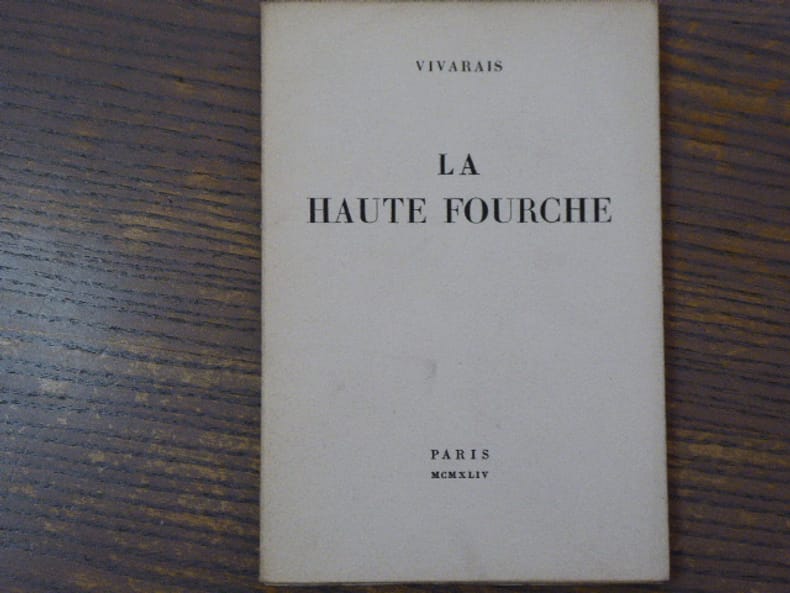 VIVARAIS
LA
HAUTE FOURCHE
PARIS
MCMXLIV